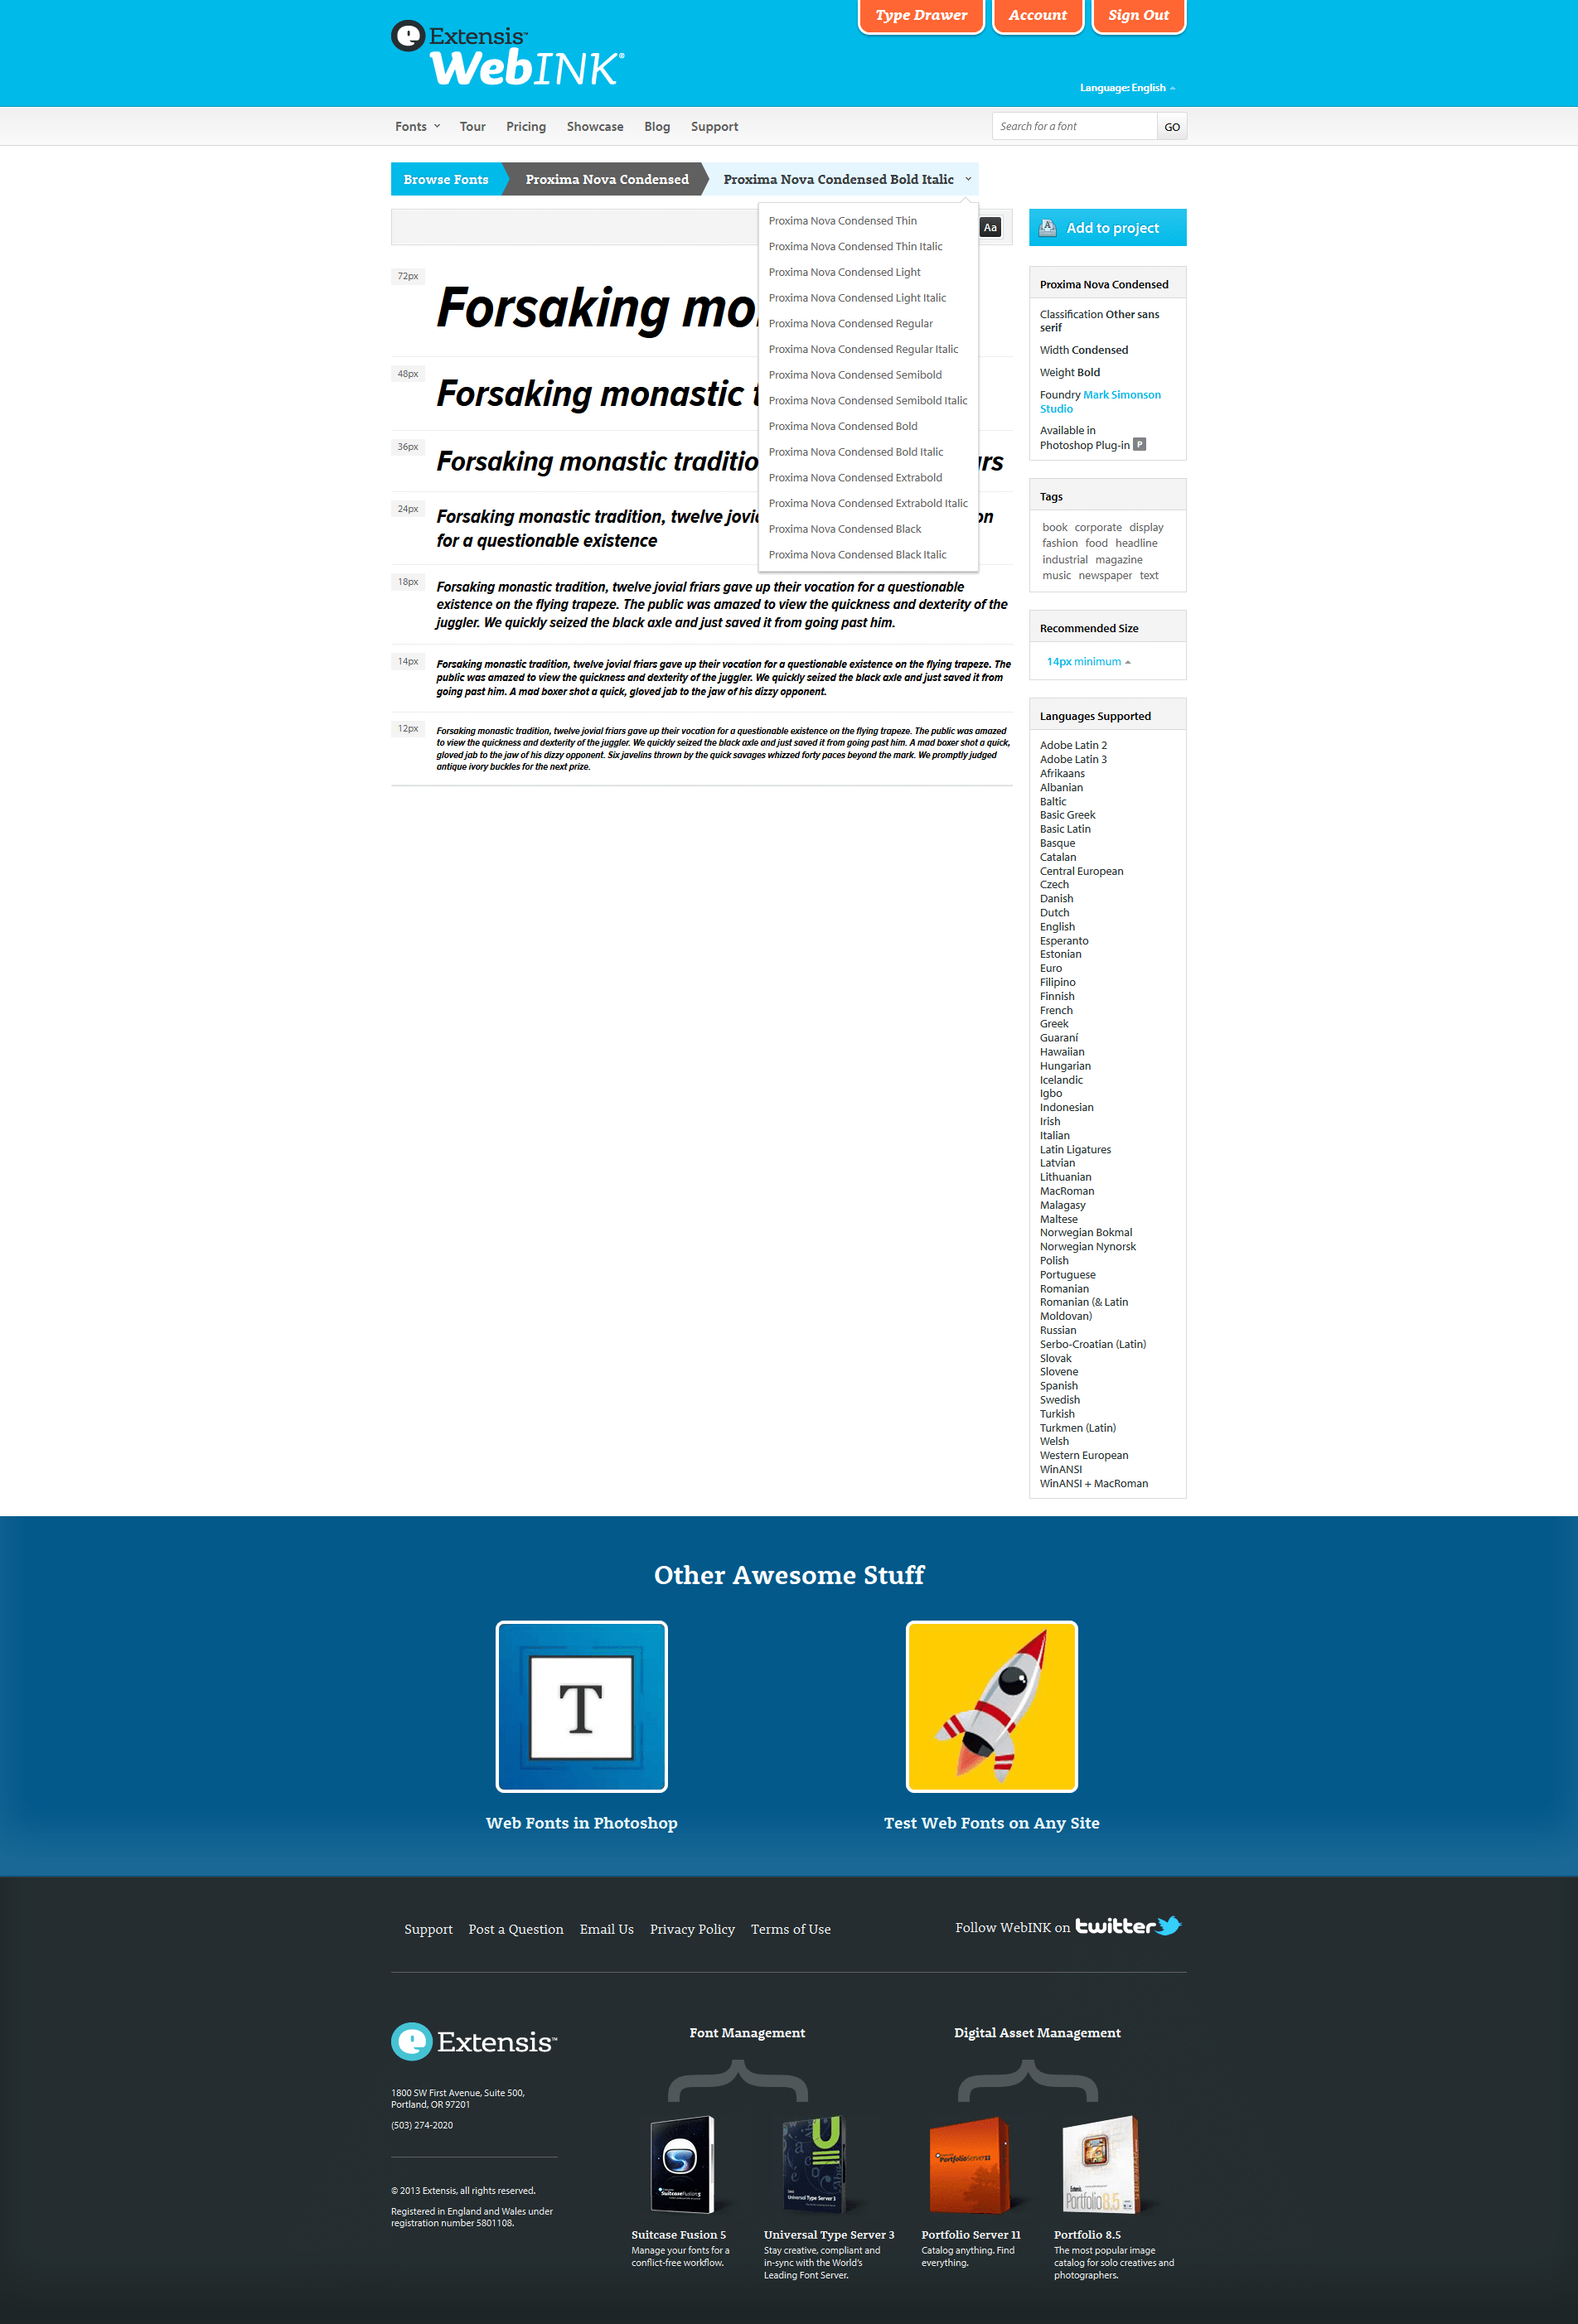 Type Drawer
Account
Sign Out
Extensis™
WebINK®
Language: English
Fonts
Tour
Pricing
Showcase
Blog
Support
Search for a font
GO
Browse Fonts
Proxima Nova Condensed
Proxima Nova Condensed Bold Italic
Aa
Proxima Nova Condensed Thin
Proxima Nova Condensed Thin Italic
Proxima Nova Condensed Light
Proxima Nova Condensed Light Italic
Proxima Nova Condensed Regular
Proxima Nova Condensed Regular Italic
Proxima Nova Condensed Semibold
Proxima Nova Condensed Semibold Italic
Proxima Nova Condensed Bold
Proxima Nova Condensed Bold Italic
Proxima Nova Condensed Extrabold
Proxima Nova Condensed Extrabold Italic
Proxima Nova Condensed Black
Proxima Nova Condensed Black Italic
72px
Forsaking
48px
Forsaking monastic
36px
Forsaking monastic
24px
Forsaking monastic tradition, twelve
for a questionable existence
18px
Forsaking monastic tradition, twelve jovial friars gave up their vocation for a questionable
existence on the flying trapeze. The public was amazed to view the quickness and dexterity of the
juggler. We quickly seized the black axle and just saved it from going past him.
14px
Forsaking monastic tradition, twelve jovial friars gave up their vocation for a questionable existence on the flying trapeze. The
public was amazed to view the quickness and dexterity of the juggler. We quickly seized the black axle and just saved it from
going past him. A mad boxer shot a quick, gloved jab to the jaw of his dizzy opponent.
12px
Forsaking monastic tradition, twelve jovial friars gave up their vocation for a questionable existence on the flying trapeze. The public was amazed
to view the quickness and dexterity of the juggler. We quickly seized the black axle and just saved it from going past him. A mad boxer shot a quick,
gloved jab to the jaw of his dizzy opponent. Six javelins thrown by the quick savages whizzed forty paces beyond the mark. We promptly judged
antique ivory buckles for the next prize.
Add to project
Proxima Nova Condensed
Classification Other sans
serif
Width Condensed
Weight Bold
Foundry Mark Simonson
Studio
Available in
Photoshop Plug-in P
Tags
book corporate display
fashion food headline
industrial magazine
music newspaper text
Recommended Size
14px minimum
Languages Supported
Adobe Latin 2
Adobe Latin 3
Afrikaans
Albanian
Baltic
Basic Greek
Basic Latin
Basque
Catalan
Central European
Czech
Danish
Dutch
English
Esperanto
Estonian
Euro
Filipino
Finnish
French
Greek
Guaraní
Hawaiian
Hungarian
Icelandic
Igbo
Indonesian
Irish
Italian
Latin Ligatures
Latvian
Lithuanian
MacRoman
Malagasy
Maltese
Norwegian Bokmal
Norwegian Nynorsk
Polish
Portuguese
Romanian
Romanian (& Latin
Moldovan)
Russian
Serbo-Croatian (Latin)
Slovak
Slovene
Spanish
Swedish
Turkish
Turkmen (Latin)
Welsh
Western European
WinANSI
WinANSI + MacRoman
Other Awesome Stuff
T
Web Fonts in Photoshop
Test Web Fonts on Any Site
Support
Post a Question
Email Us
Privacy Policy
Terms of Use
Follow WebINK on twitter
Extensis™
1800 SW First Avenue, Suite 500,
Portland, OR 97201
(503) 274-2020
© 2013 Extensis, all rights reserved.
Registered in England and Wales under
registration number 5801108.
Font Management
Digital Asset Management
Suitcase Fusion 5
Universal Type Server 3
Portfolio Server 11
Portfolio 8.5
Suitcase Fusion 5
Manage your fonts for a
conflict-free workflow.
Universal Type Server 3
Stay creative, compliant and
in-sync with the World's
Leading Font Server.
Portfolio Server 11
Catalog anything. Find
everything.
Portfolio 8.5
The most popular image
catalog for solo creatives and
photographers.